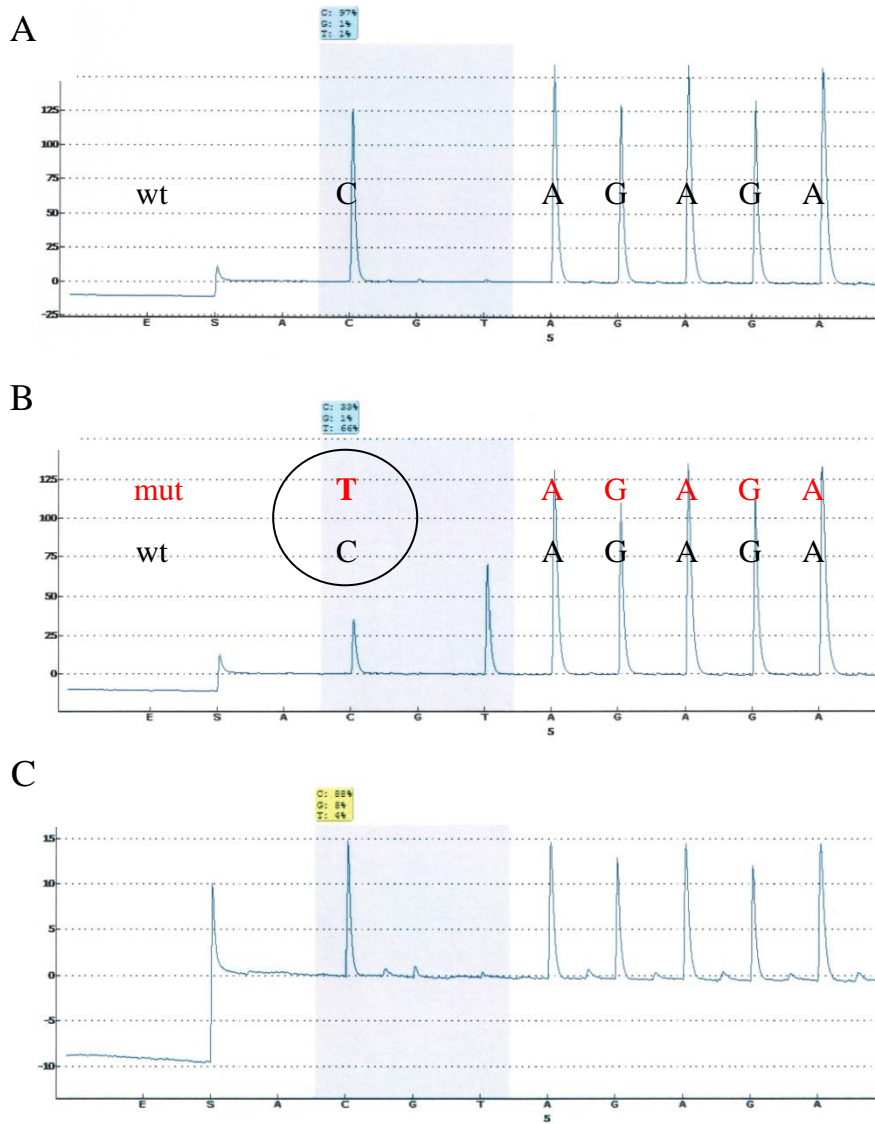 A
C: 97%
G: 1%
T: 1%
125
100
75
50
25
0
-25
wt C A G A G A
E S A C G T A G A G A
5
B
C: 33%
G: 1%
T: 66%
125
100
75
50
25
0
mut T A G A G A
wt C A G A G A
E S A C G T A G A G A
5
C
C: 88%
G: 8%
T: 4%
15
10
5
0
-5
-10
E S A C G T A G A G A
5